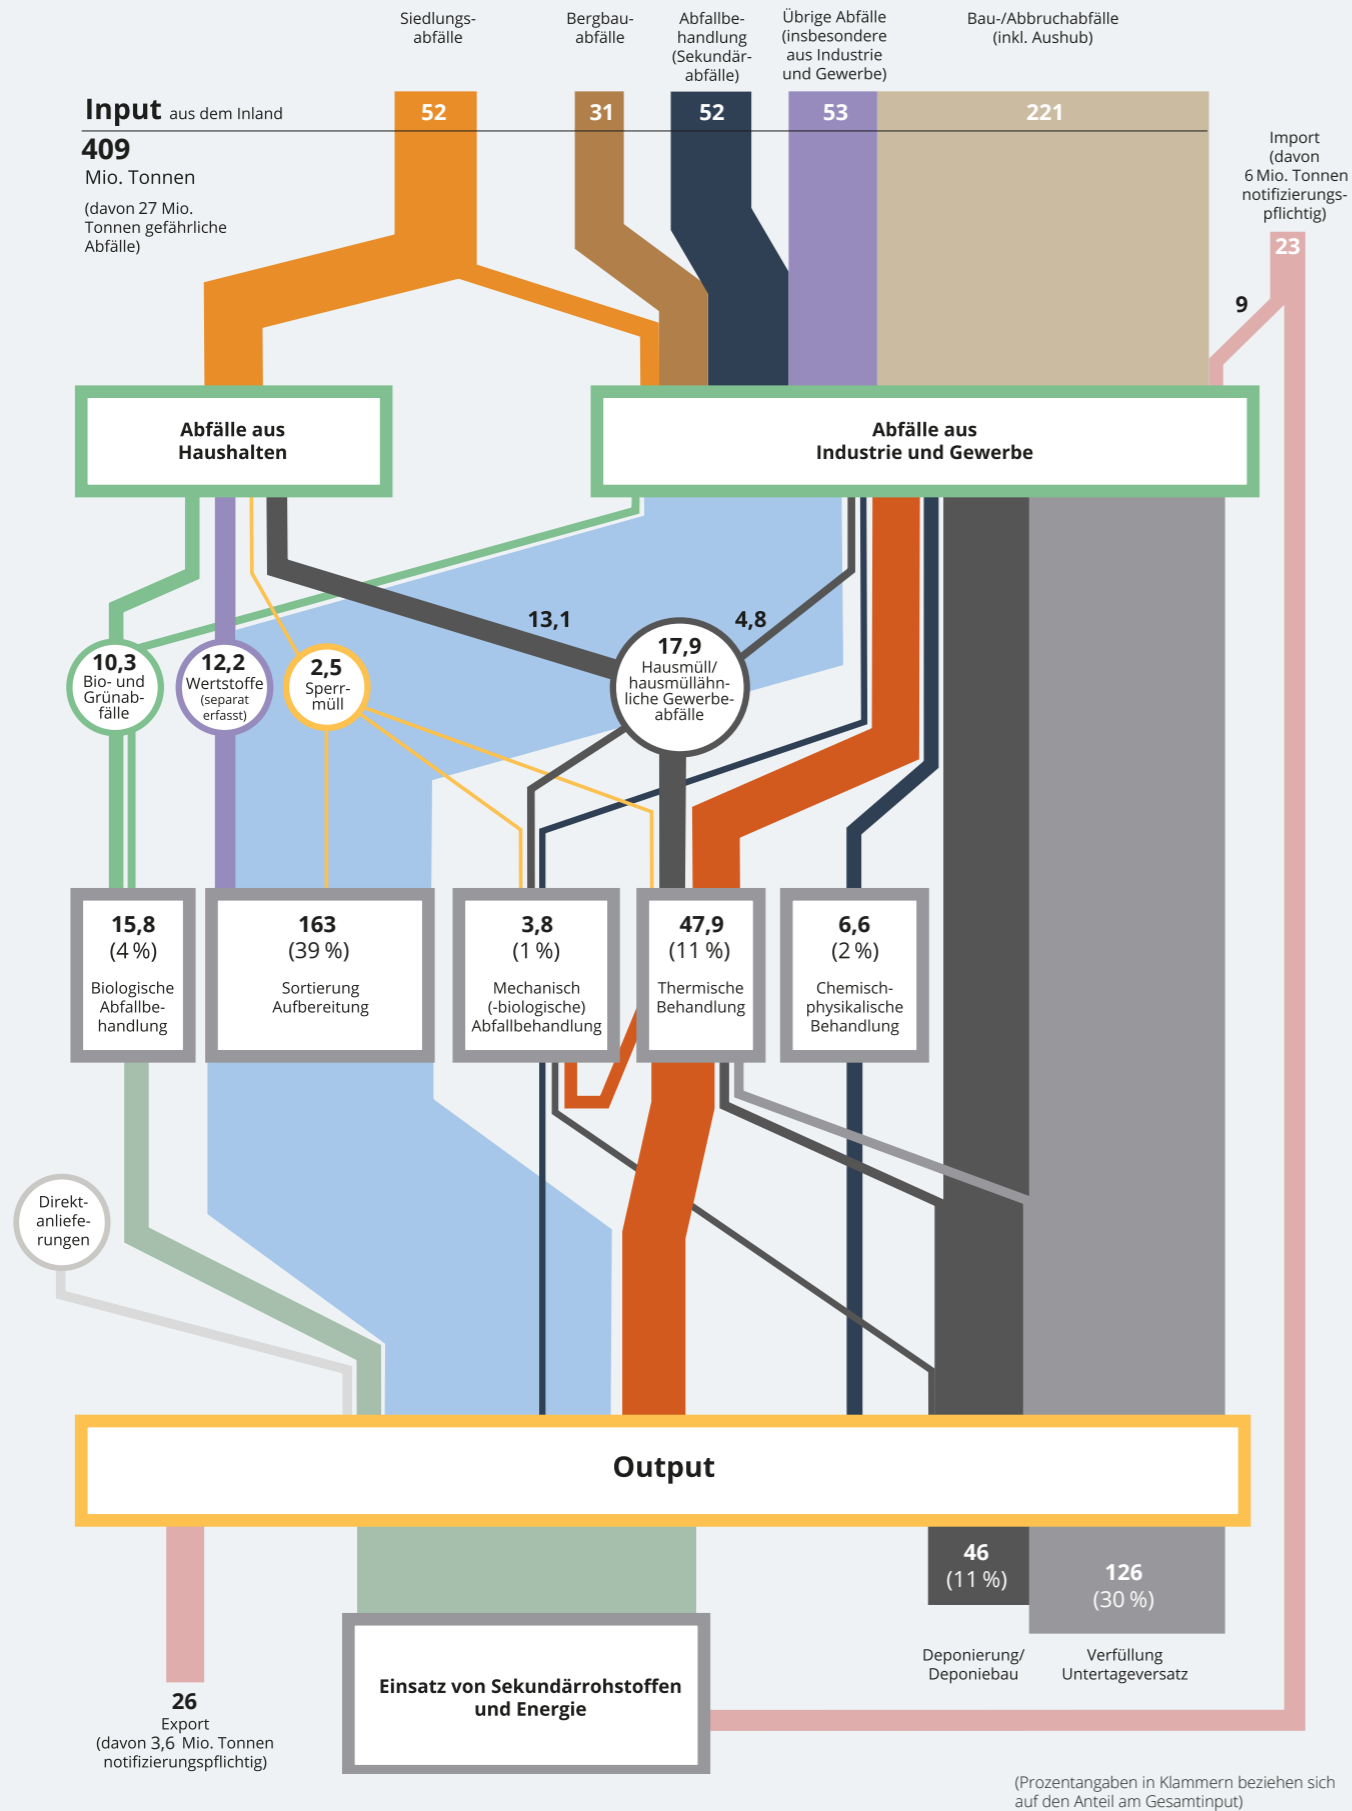 Siedlungs-
abfälle
Bergbau-
abfälle
Abfallbe-
handlung
(Sekundär-
abfälle)
Übrige Abfälle
(insbesondere
aus Industrie
und Gewerbe)
Bau-/Abbruchabfälle
(inkl. Aushub)
Input aus dem Inland
52
31
52
53
221
409
Mio. Tonnen
(davon 27 Mio.
Tonnen gefährliche
Abfälle)
Import
(davon
6 Mio. Tonnen
notifizierungs-
pflichtig)
23
9
Abfälle aus
Haushalten
Abfälle aus
Industrie und Gewerbe
13,1
4,8
10,3
Bio- und
Grünab-
fälle
12,2
Wertstoffe
(separat
erfasst)
2,5
Sperr-
müll
17,9
Hausmüll/
hausmüllähn-
liche Gewerbe-
abfälle
15,8
(4 %)
Biologische
Abfallbe-
handlung
163
(39 %)
Sortierung
Aufbereitung
3,8
(1 %)
Mechanisch
(-biologische)
Abfallbehandlung
47,9
(11 %)
Thermische
Behandlung
6,6
(2 %)
Chemisch-
physikalische
Behandlung
Direkt-
anliefe-
rungen
Output
46
(11 %)
126
(30 %)
Deponierung/
Deponiebau
Verfüllung
Untertageversatz
Einsatz von Sekundärrohstoffen
und Energie
26
Export
(davon 3,6 Mio. Tonnen
notifizierungspflichtig)
(Prozentangaben in Klammern beziehen sich
auf den Anteil am Gesamtinput)